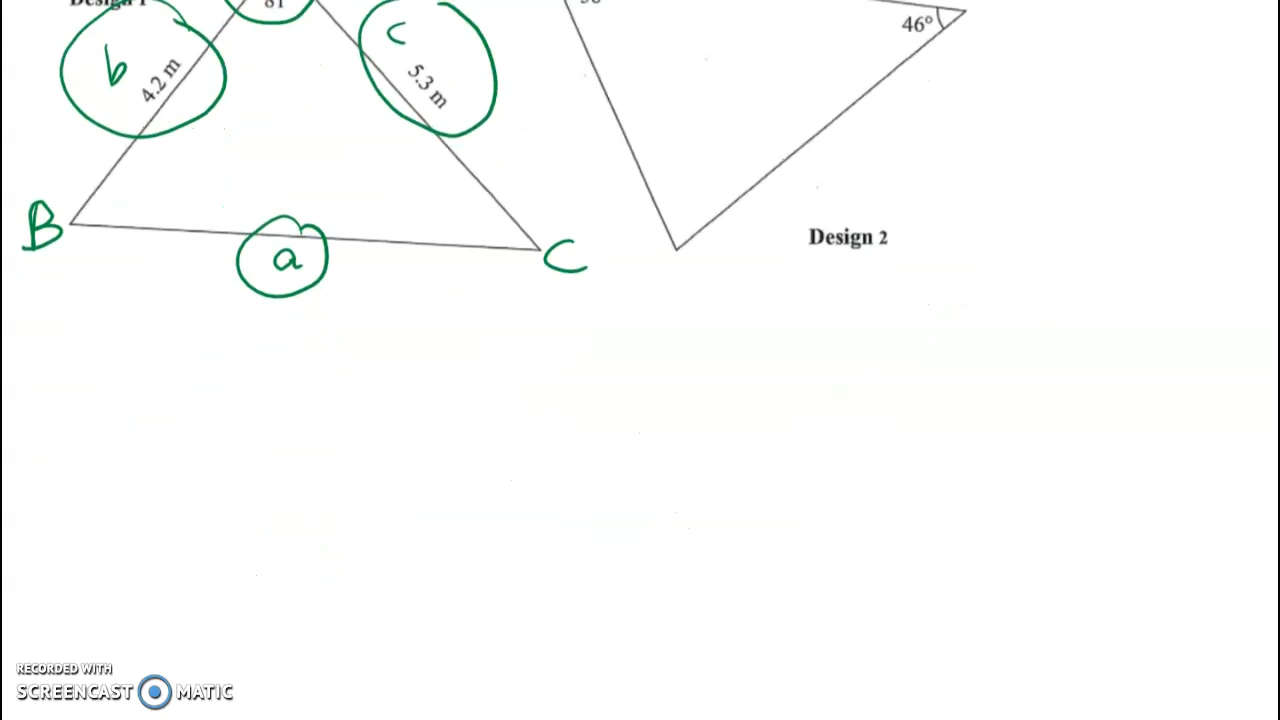 Design 1
81
b
4.2 m
c
5.3 m
46°
B
a
C
Design 2
RECORDED WITH
SCREENCAST MATIC